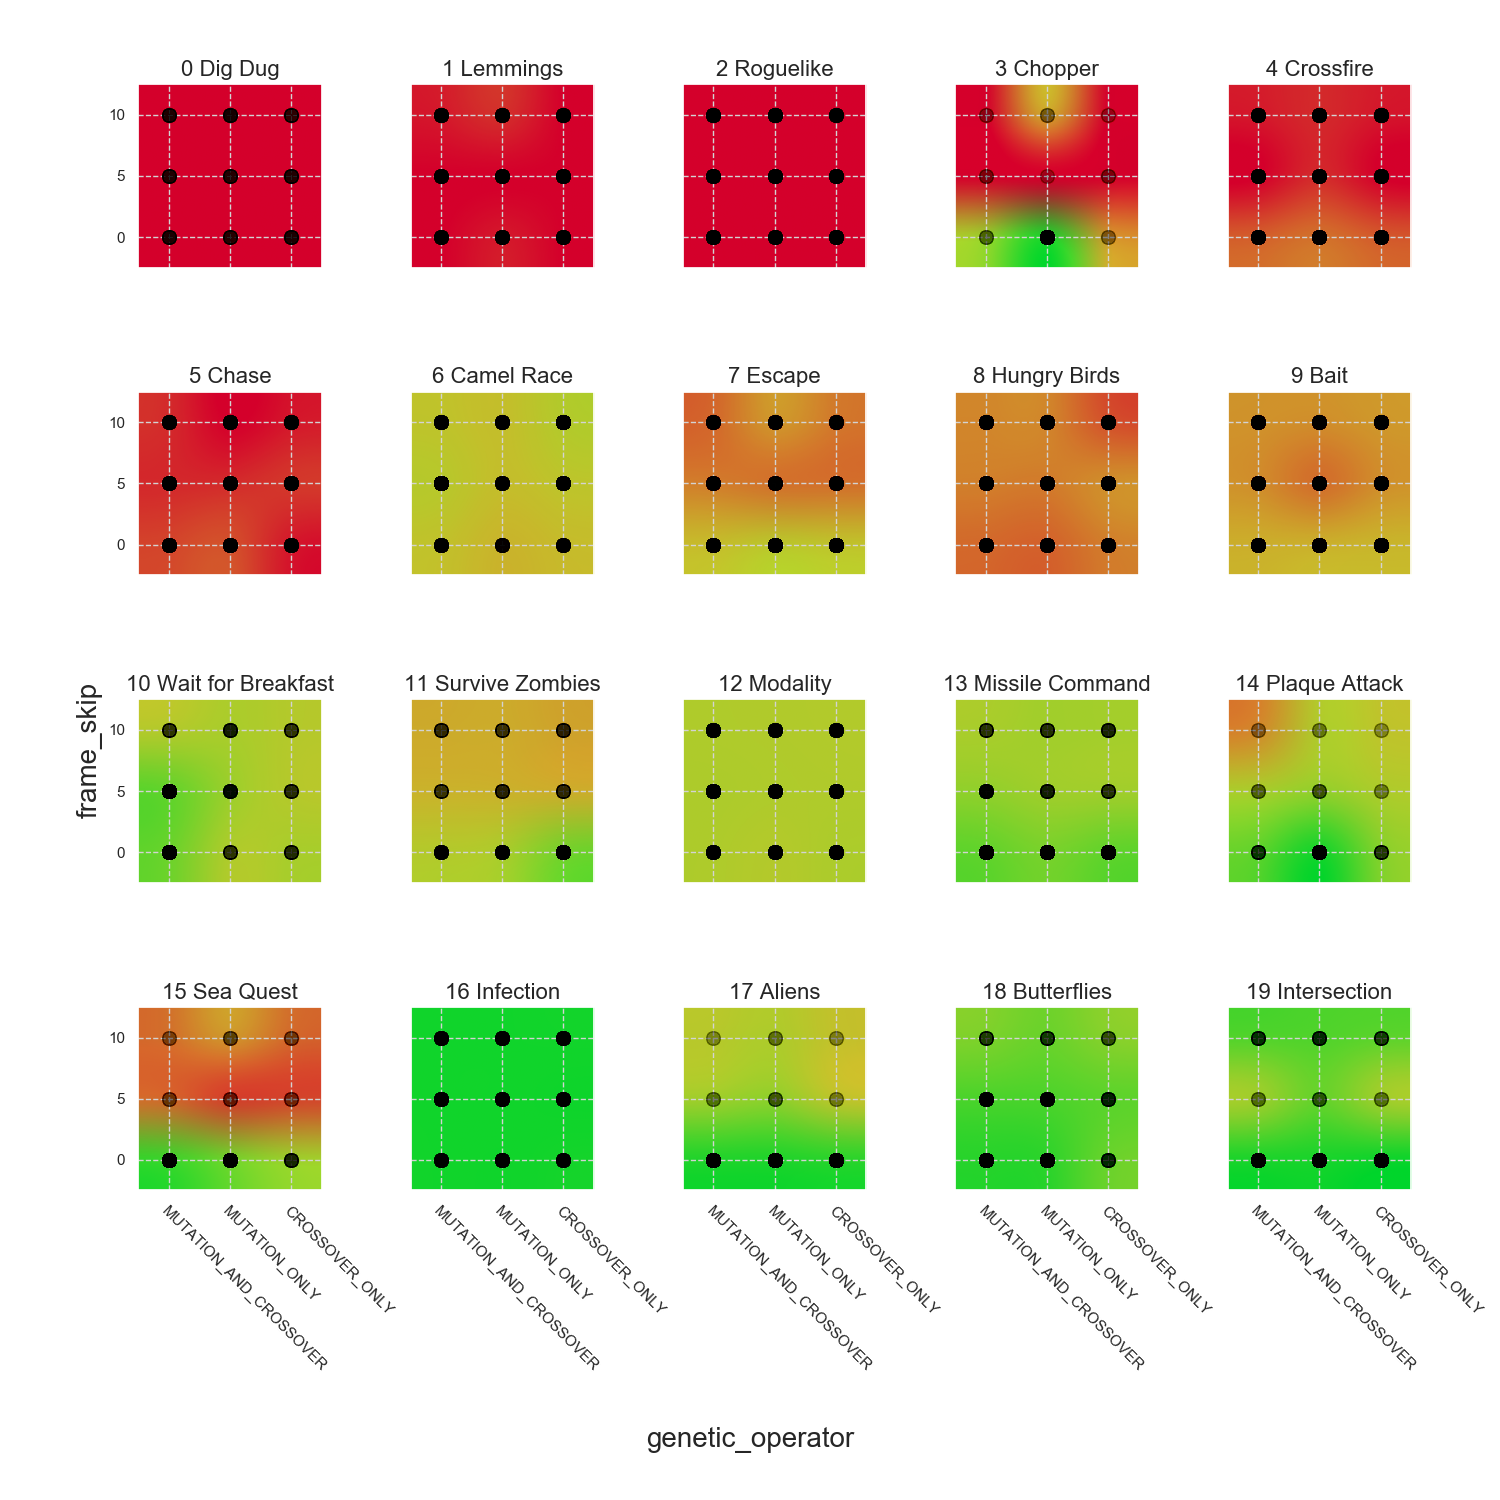 0 Dig Dug
1 Lemmings
2 Roguelike
3 Chopper
4 Crossfire
10
5
0
5 Chase
6 Camel Race
7 Escape
8 Hungry Birds
9 Bait
10
5
0
10 Wait for Breakfast
11 Survive Zombies
12 Modality
13 Missile Command
14 Plaque Attack
10
5
0
frame_skip
15 Sea Quest
16 Infection
17 Aliens
18 Butterflies
19 Intersection
10
5
0
MUTATION_AND_CROSSOVER
MUTATION_ONLY
CROSSOVER_ONLY
MUTATION_AND_CROSSOVER
MUTATION_ONLY
CROSSOVER_ONLY
MUTATION_AND_CROSSOVER
MUTATION_ONLY
CROSSOVER_ONLY
MUTATION_AND_CROSSOVER
MUTATION_ONLY
CROSSOVER_ONLY
MUTATION_AND_CROSSOVER
MUTATION_ONLY
CROSSOVER_ONLY
genetic_operator